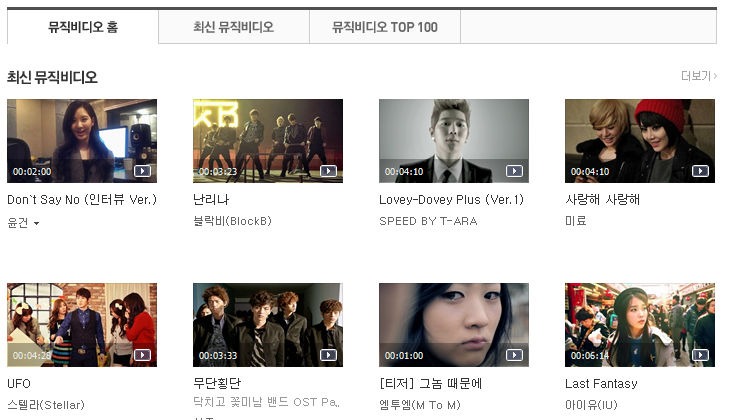 뮤직비디오 홈
최신 뮤직비디오
뮤직비디오 TOP 100
최신 뮤직비디오
더보기
00:02:00
00:03:23
00:04:10
00:04:10
Don`t Say No (인터뷰 Ver.)
난리나
Lovey-Dovey Plus (Ver.1)
사랑해 사랑해
윤건
블락비(BlockB)
SPEED BY T-ARA
미료
00:04:28
00:03:33
00:01:00
00:06:14
UFO
무단횡단
[티저] 그놈 때문에
Last Fantasy
스텔라(Stellar)
닥치고 꽃미남 밴드 OST Pa..
엠투엠(M To M)
아이유(IU)